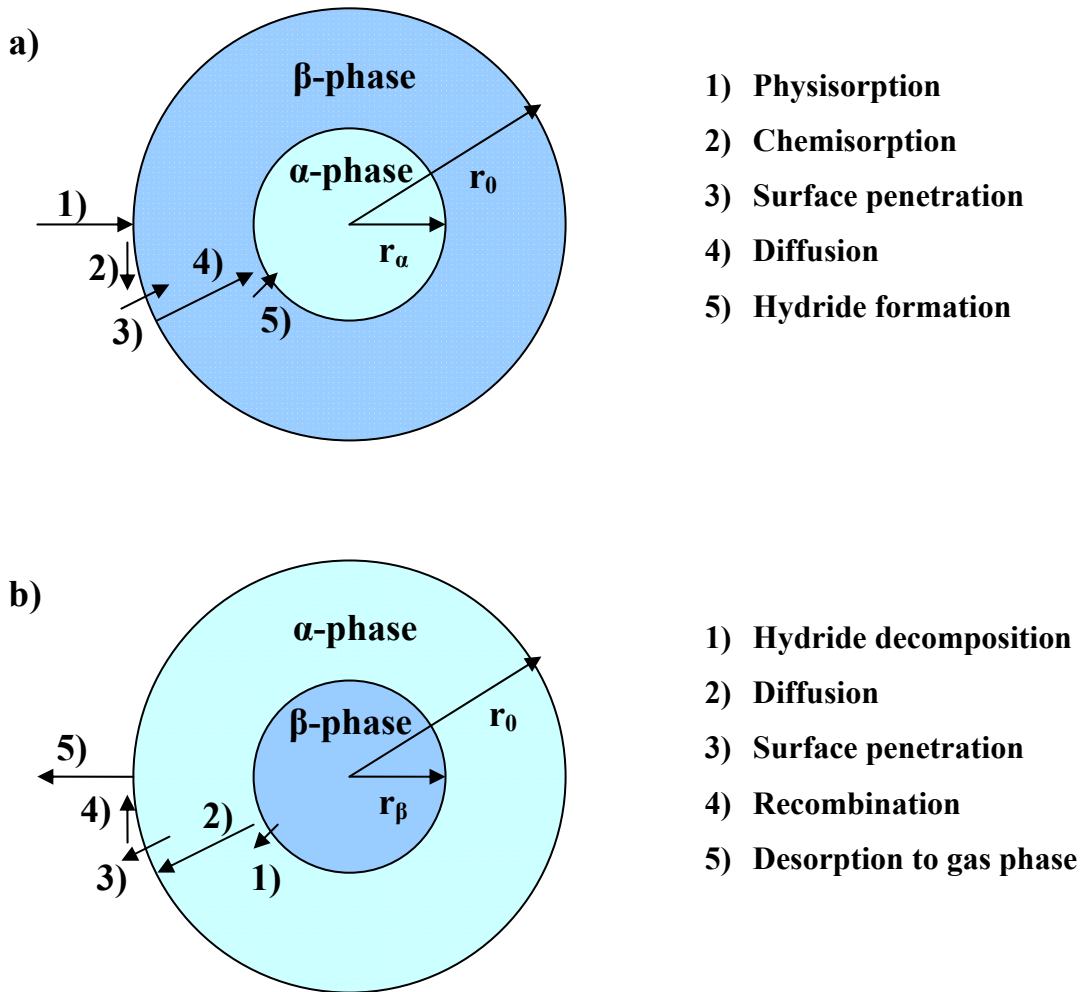 a)
β-phase
α-phase
r₀
rα
1)
2)
3)
4)
5)
1) Physisorption
2) Chemisorption
3) Surface penetration
4) Diffusion
5) Hydride formation
b)
α-phase
β-phase
r₀
rβ
5)
4)
3)
2)
1)
1) Hydride decomposition
2) Diffusion
3) Surface penetration
4) Recombination
5) Desorption to gas phase